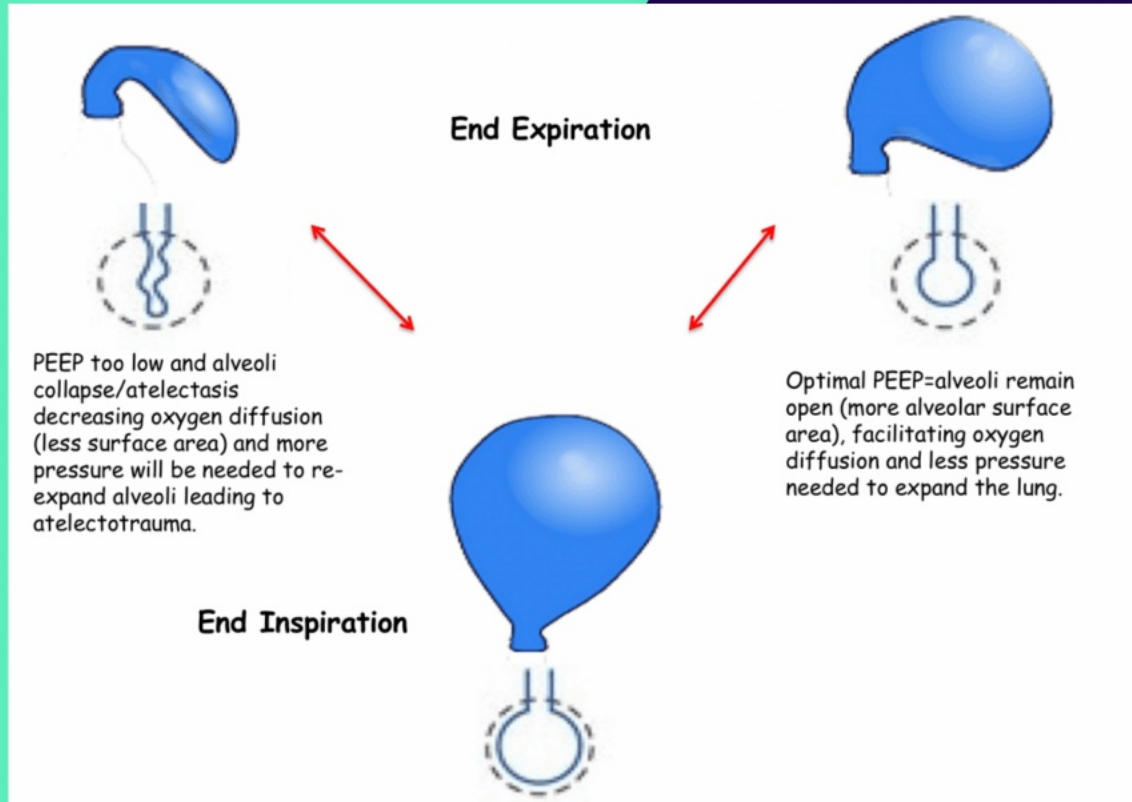 End Expiration
PEEP too low and alveoli
collapse/atelectasis
decreasing oxygen diffusion
(less surface area) and more
pressure will be needed to re-
expand alveoli leading to
atelectotrauma.
Optimal PEEP=alveoli remain
open (more alveolar surface
area), facilitating oxygen
diffusion and less pressure
needed to expand the lung.
End Inspiration